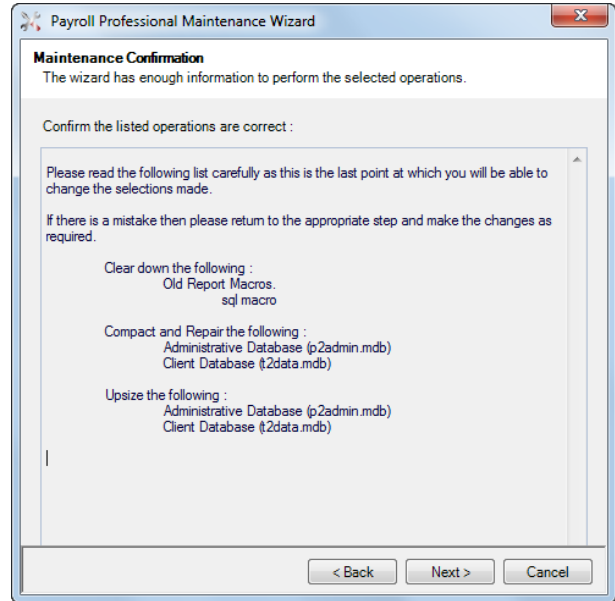 Payroll Professional Maintenance Wizard
Maintenance Confirmation
The wizard has enough information to perform the selected operations.
Confirm the listed operations are correct :
Please read the following list carefully as this is the last point at which you will be able to
change the selections made.
If there is a mistake then please return to the appropriate step and make the changes as
required.
Clear down the following :
Old Report Macros.
sql macro
Compact and Repair the following :
Administrative Database (p2admin.mdb)
Client Database (t2data.mdb)
Upsize the following :
Administrative Database (p2admin.mdb)
Client Database (t2data.mdb)
< Back Next > Cancel